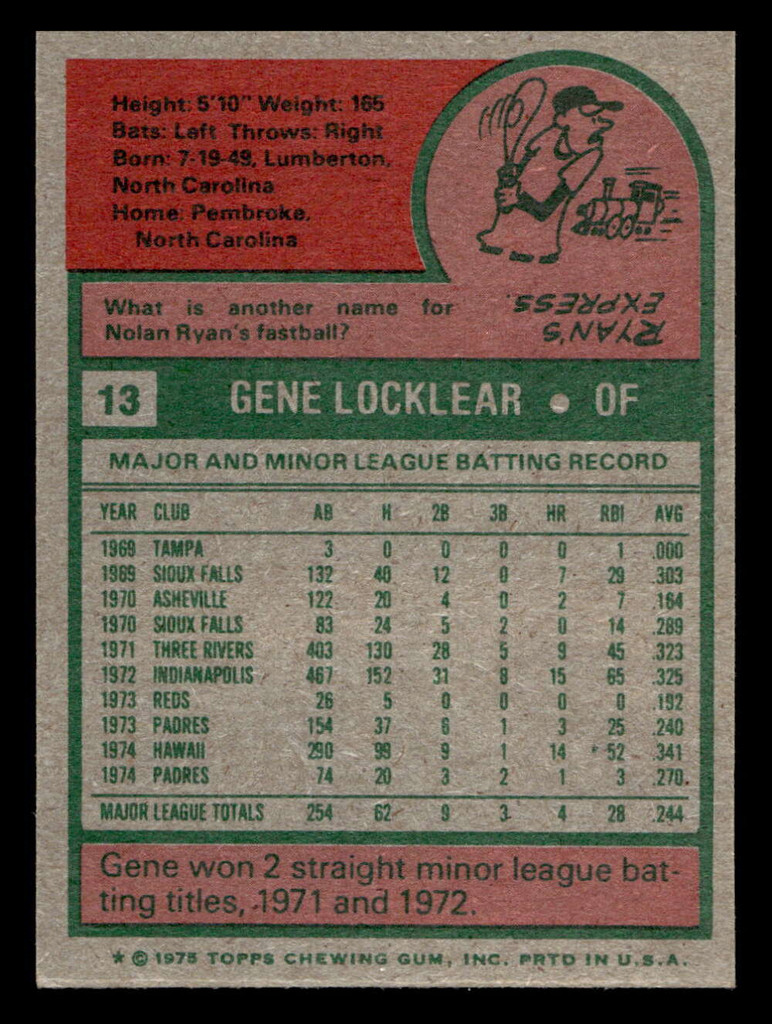 Height: 5'10" Weight: 165
Bats: Left Throws: Right
Born: 7-19-49, Lumberton,
North Carolina
Home: Pembroke,
North Carolina
What is another name for
Nolan Ryan's fastball?
RYAN'S
EXPRESS.
13 GENE LOCKLEAR • OF
MAJOR AND MINOR LEAGUE BATTING RECORD
YEAR CLUB AB H 2B 3B HR RBI AVG
1969 TAMPA 3 0 0 0 0 1 .000
1969 SIOUX FALLS 132 40 12 0 7 29 .303
1970 ASHEVILLE 122 20 4 0 2 7 .164
1970 SIOUX FALLS 83 24 5 2 0 14 .289
1971 THREE RIVERS 403 130 28 5 9 45 .323
1972 INDIANAPOLIS 467 152 31 8 15 65 .325
1973 REDS 26 5 0 0 0 0 .192
1973 PADRES 154 37 6 1 3 25 .240
1974 HAWAII 290 99 9 1 14 52 .341
1974 PADRES 74 20 3 2 1 3 .270
MAJOR LEAGUE TOTALS 254 62 9 3 4 28 .244
Gene won 2 straight minor league bat-
ting titles, 1971 and 1972.
* © 1975 TOPPS CHEWING GUM, INC. PRTD IN U.S.A.